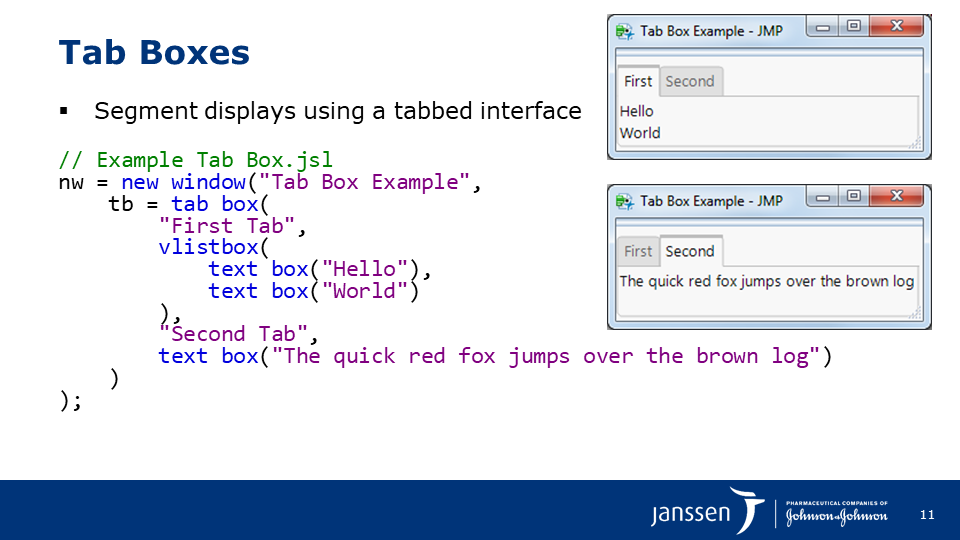 Tab Boxes
▪ Segment displays using a tabbed interface
// Example Tab Box.jsl
nw = new window("Tab Box Example",
    tb = tab box(
        "First Tab",
        vlistbox(
            text box("Hello"),
            text box("World")
        ),
        "Second Tab",
        text box("The quick red fox jumps over the brown log")
    )
);
Tab Box Example - JMP
First Second
Hello
World
Tab Box Example - JMP
First Second
The quick red fox jumps over the brown log
janssen
PHARMACEUTICAL COMPANIES OF
Johnson & Johnson
11